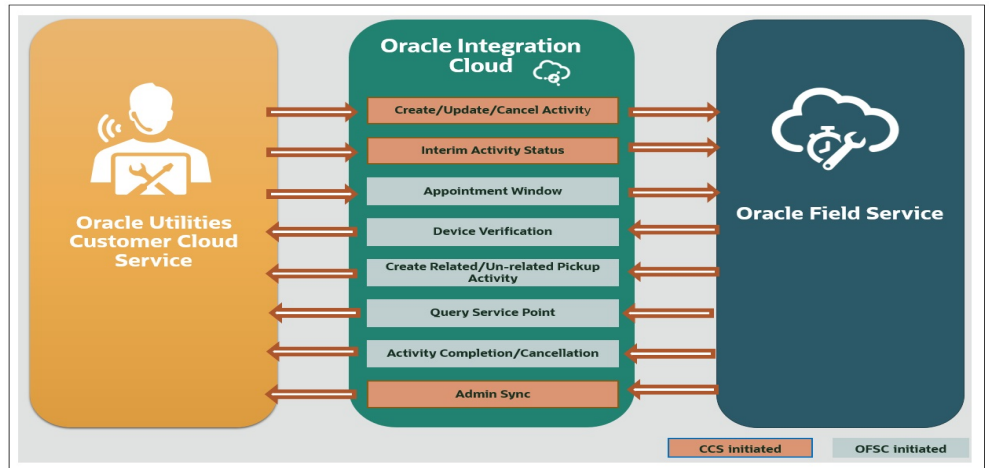 Oracle Integration
Cloud
Create/Update/Cancel Activity
Interim Activity Status
Appointment Window
Device Verification
Create Related/Un-related Pickup
Activity
Query Service Point
Activity Completion/Cancellation
Admin Sync
Oracle Utilities
Customer Cloud
Service
Oracle Field Service
CCS initiated
OFSC initiated